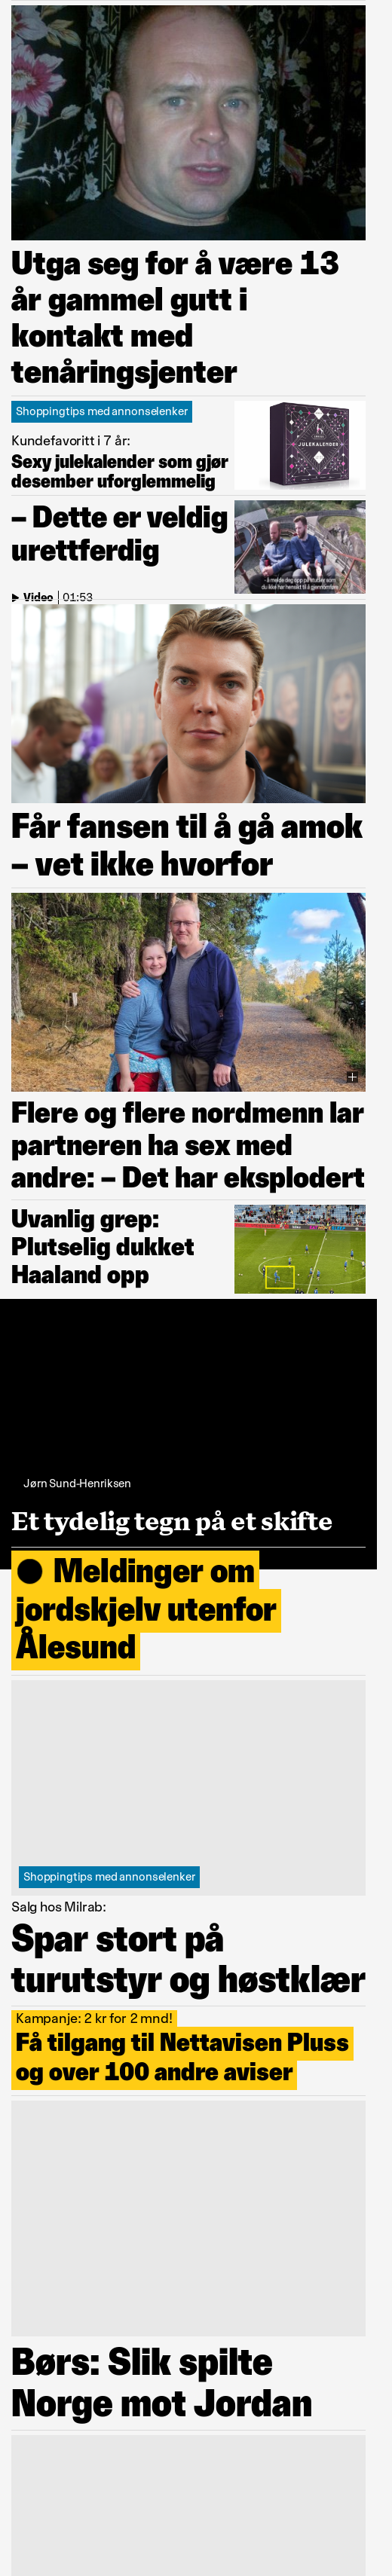 Utga seg for å være 13
år gammel gutt i
kontakt med
tenåringsjenter
Shoppingtips med annonselenker
Kundefavoritt i 7 år:
Sexy julekalender som gjør
desember uforglemmelig
JULEKALENDER
– Dette er veldig
urettferdig
Video | 01:53
Får fansen til å gå amok
– vet ikke hvorfor
Flere og flere nordmenn lar
partneren ha sex med
andre: – Det har eksplodert
Uvanlig grep:
Plutselig dukket
Haaland opp
Jørn Sund-Henriksen
Et tydelig tegn på et skifte
Meldinger om
jordskjelv utenfor
Ålesund
Shoppingtips med annonselenker
Salg hos Milrab:
Spar stort på
turutstyr og høstklær
Kampanje: 2 kr for 2 mnd!
Få tilgang til Nettavisen Pluss
og over 100 andre aviser
Børs: Slik spilte
Norge mot Jordan